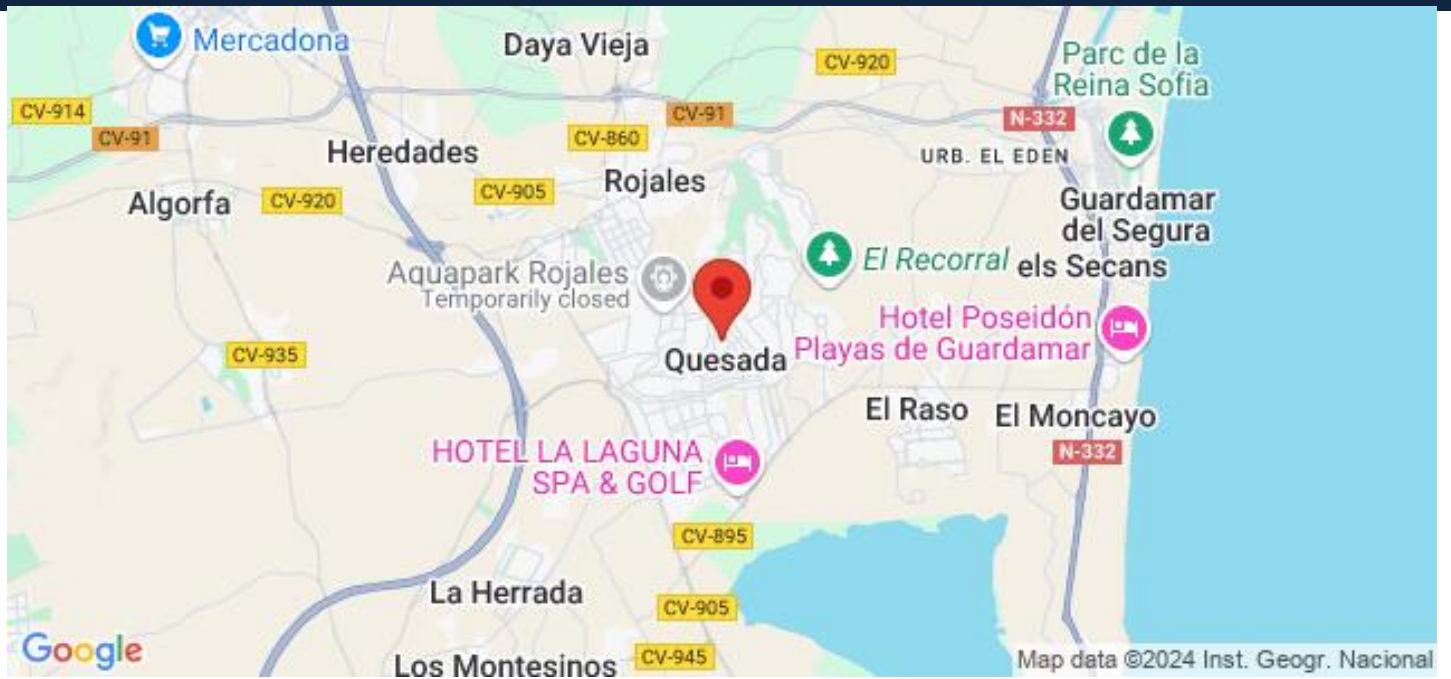 Mercadona
Daya Vieja
CV-920
Parc de la
Reina Sofia
CV-914
CV-91
CV-91
N-332
CV-860
Heredades
URB. EL EDEN
Rojales
CV-905
Algorfa
CV-920
Guardamar
del Segura
El Recorral
els Secans
Aquapark Rojales
Temporarily closed
Hotel Poseidón
Playas de Guardamar
CV-935
Quesada
El Raso
El Moncayo
HOTEL LA LAGUNA
SPA & GOLF
N-332
CV-895
La Herrada
CV-905
Google
Los Montesinos
CV-945
Map data ©2024 Inst. Geogr. Nacional